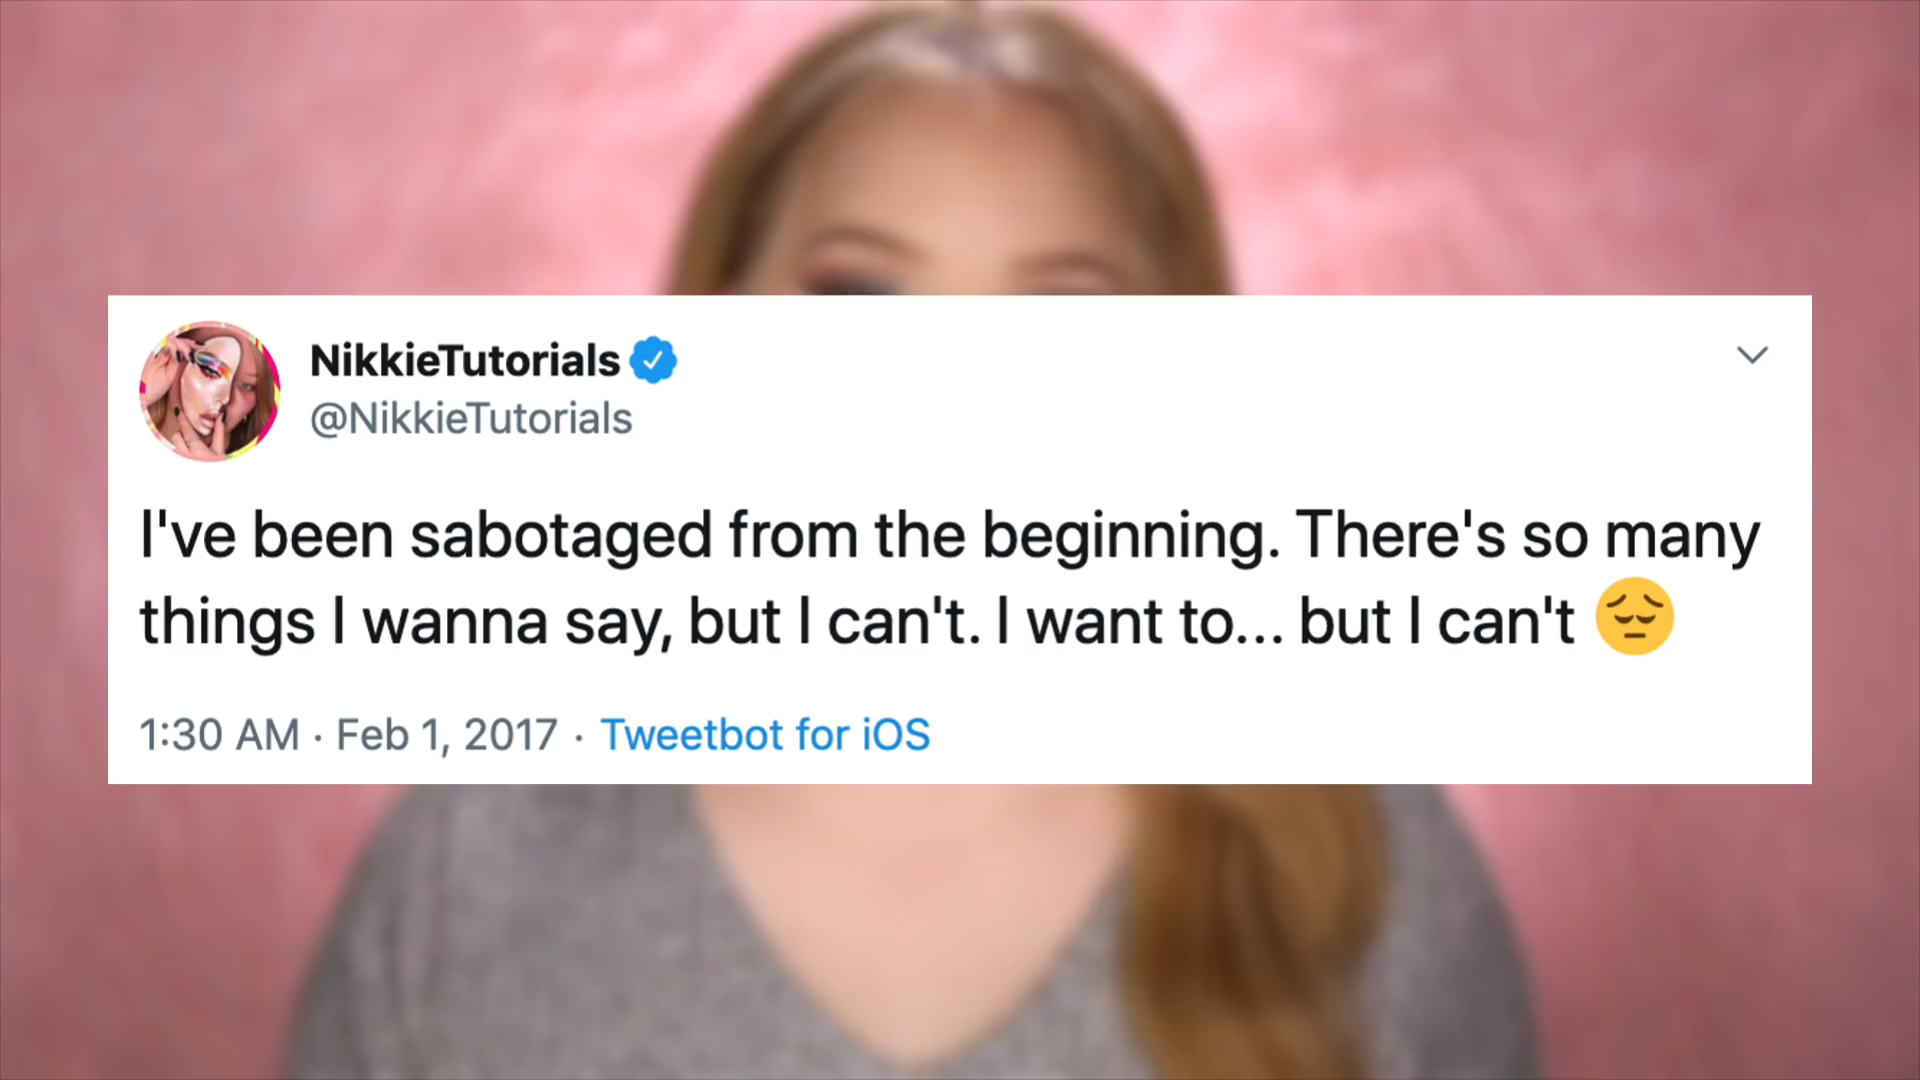 NikkieTutorials
@NikkieTutorials
I've been sabotaged from the beginning. There's so many
things I wanna say, but I can't. I want to... but I can't 😔
1:30 AM · Feb 1, 2017 · Tweetbot for iOS